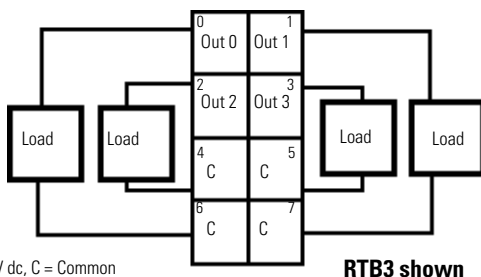 0 1
Out 0 Out 1
2 3
Out 2 Out 3
Load Load Load Load
4 5
C C
6 7
C C
dc, C = Common
RTB3 shown